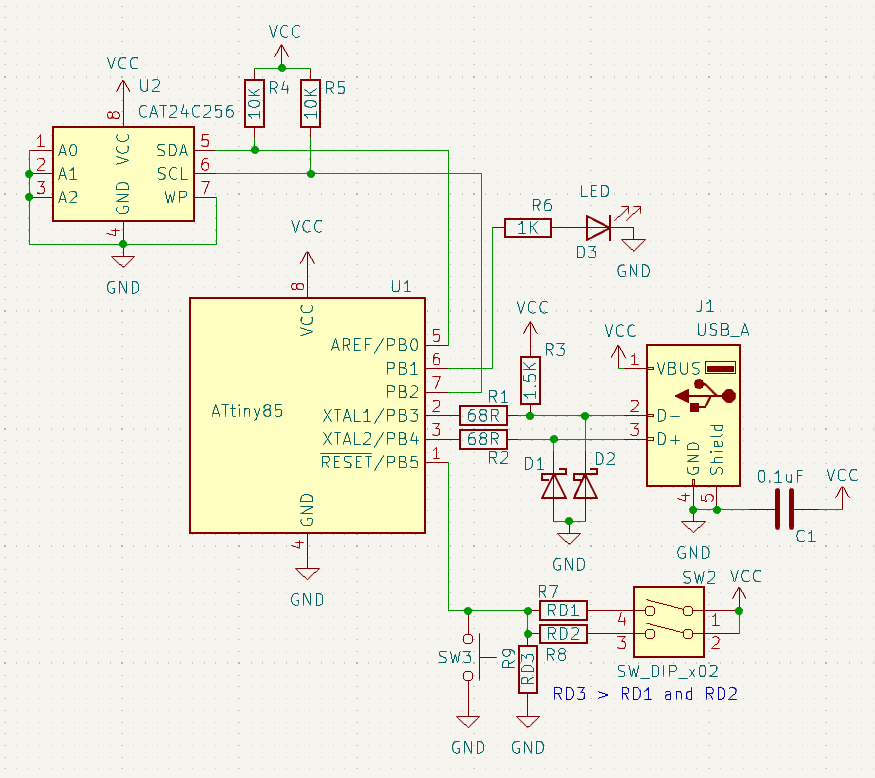 VCC
VCC
U2
CAT24C256
8
10K
R4
10K
R5
1
A0
VCC
SDA
5
2
A1
SCL
6
3
A2
GND
WP
7
4
GND
LED
R6
1K
D3
GND
VCC
8
U1
VCC
AREF/PB0
5
PB1
6
PB2
7
ATtiny85
XTAL1/PB3
2
XTAL2/PB4
3
RESET/PB5
1
GND
4
GND
VCC
R3
1.5K
R1
68R
68R
R2
D1
D2
GND
J1
USB_A
VCC
1
VBUS
2
D-
3
D+
GND
Shield
4
5
GND
0.1uF
VCC
C1
SW2
VCC
R7
RD1
4
1
RD2
3
2
R8
SW3
R9
RD3
SW_DIP_x02
RD3 > RD1 and RD2
GND
GND